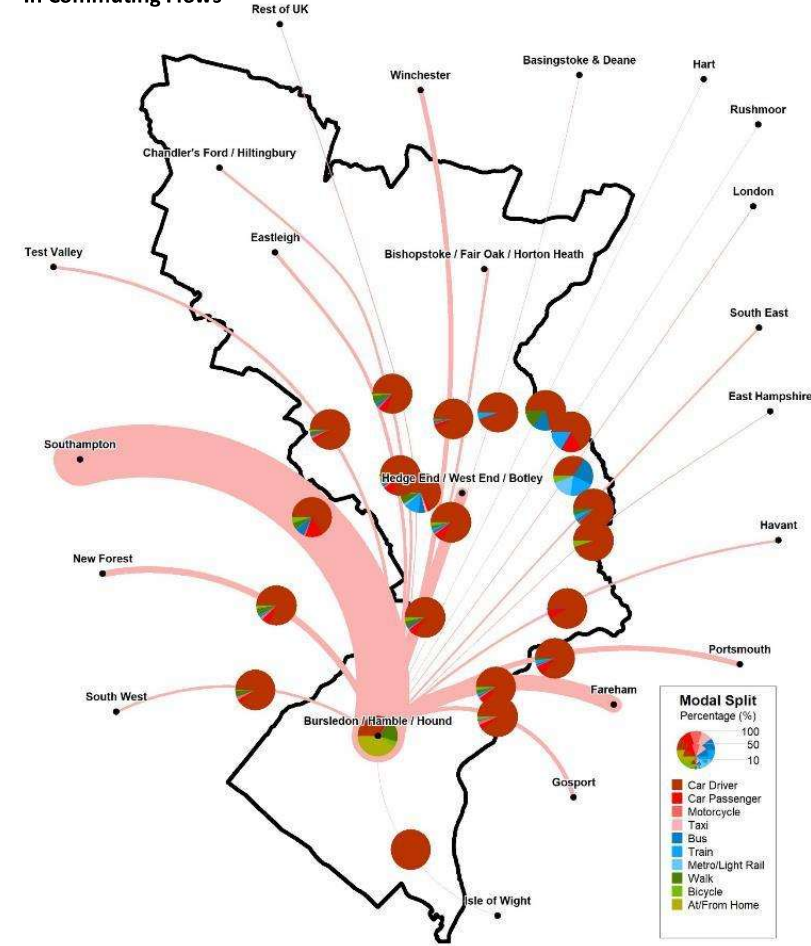 In Commuting Flows
Rest of UK
Winchester
Basingstoke & Deane
Hart
Rushmoor
Chandler's Ford / Hiltingbury
London
Eastleigh
Test Valley
Bishopstoke / Fair Oak / Horton Heath
South East
East Hampshire
Southampton
Hedge End / West End / Botley
Havant
New Forest
Portsmouth
Fareham
South West
Bursledon / Hamble / Hound
Gosport
Isle of Wight
Modal Split
Percentage (%)
100
50
10
Car Driver
Car Passenger
Motorcycle
Taxi
Bus
Train
Metro/Light Rail
Walk
Bicycle
At/From Home